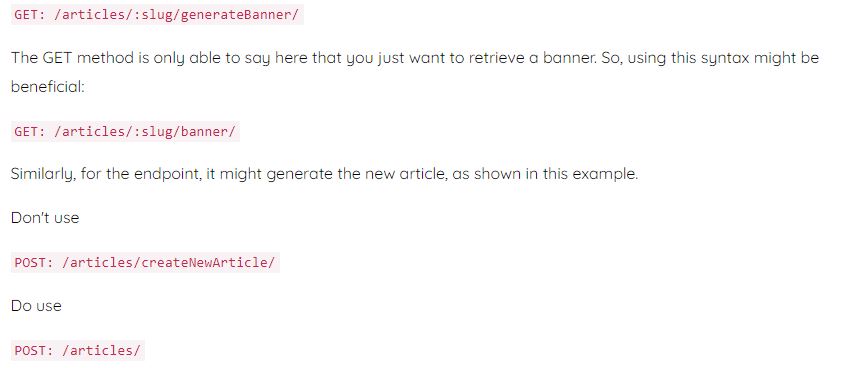 GET: /articles/:slug/generateBanner/
The GET method is only able to say here that you just want to retrieve a banner. So, using this syntax might be
beneficial:
GET: /articles/:slug/banner/
Similarly, for the endpoint, it might generate the new article, as shown in this example.
Don't use
POST: /articles/createNewArticle/
Do use
POST: /articles/